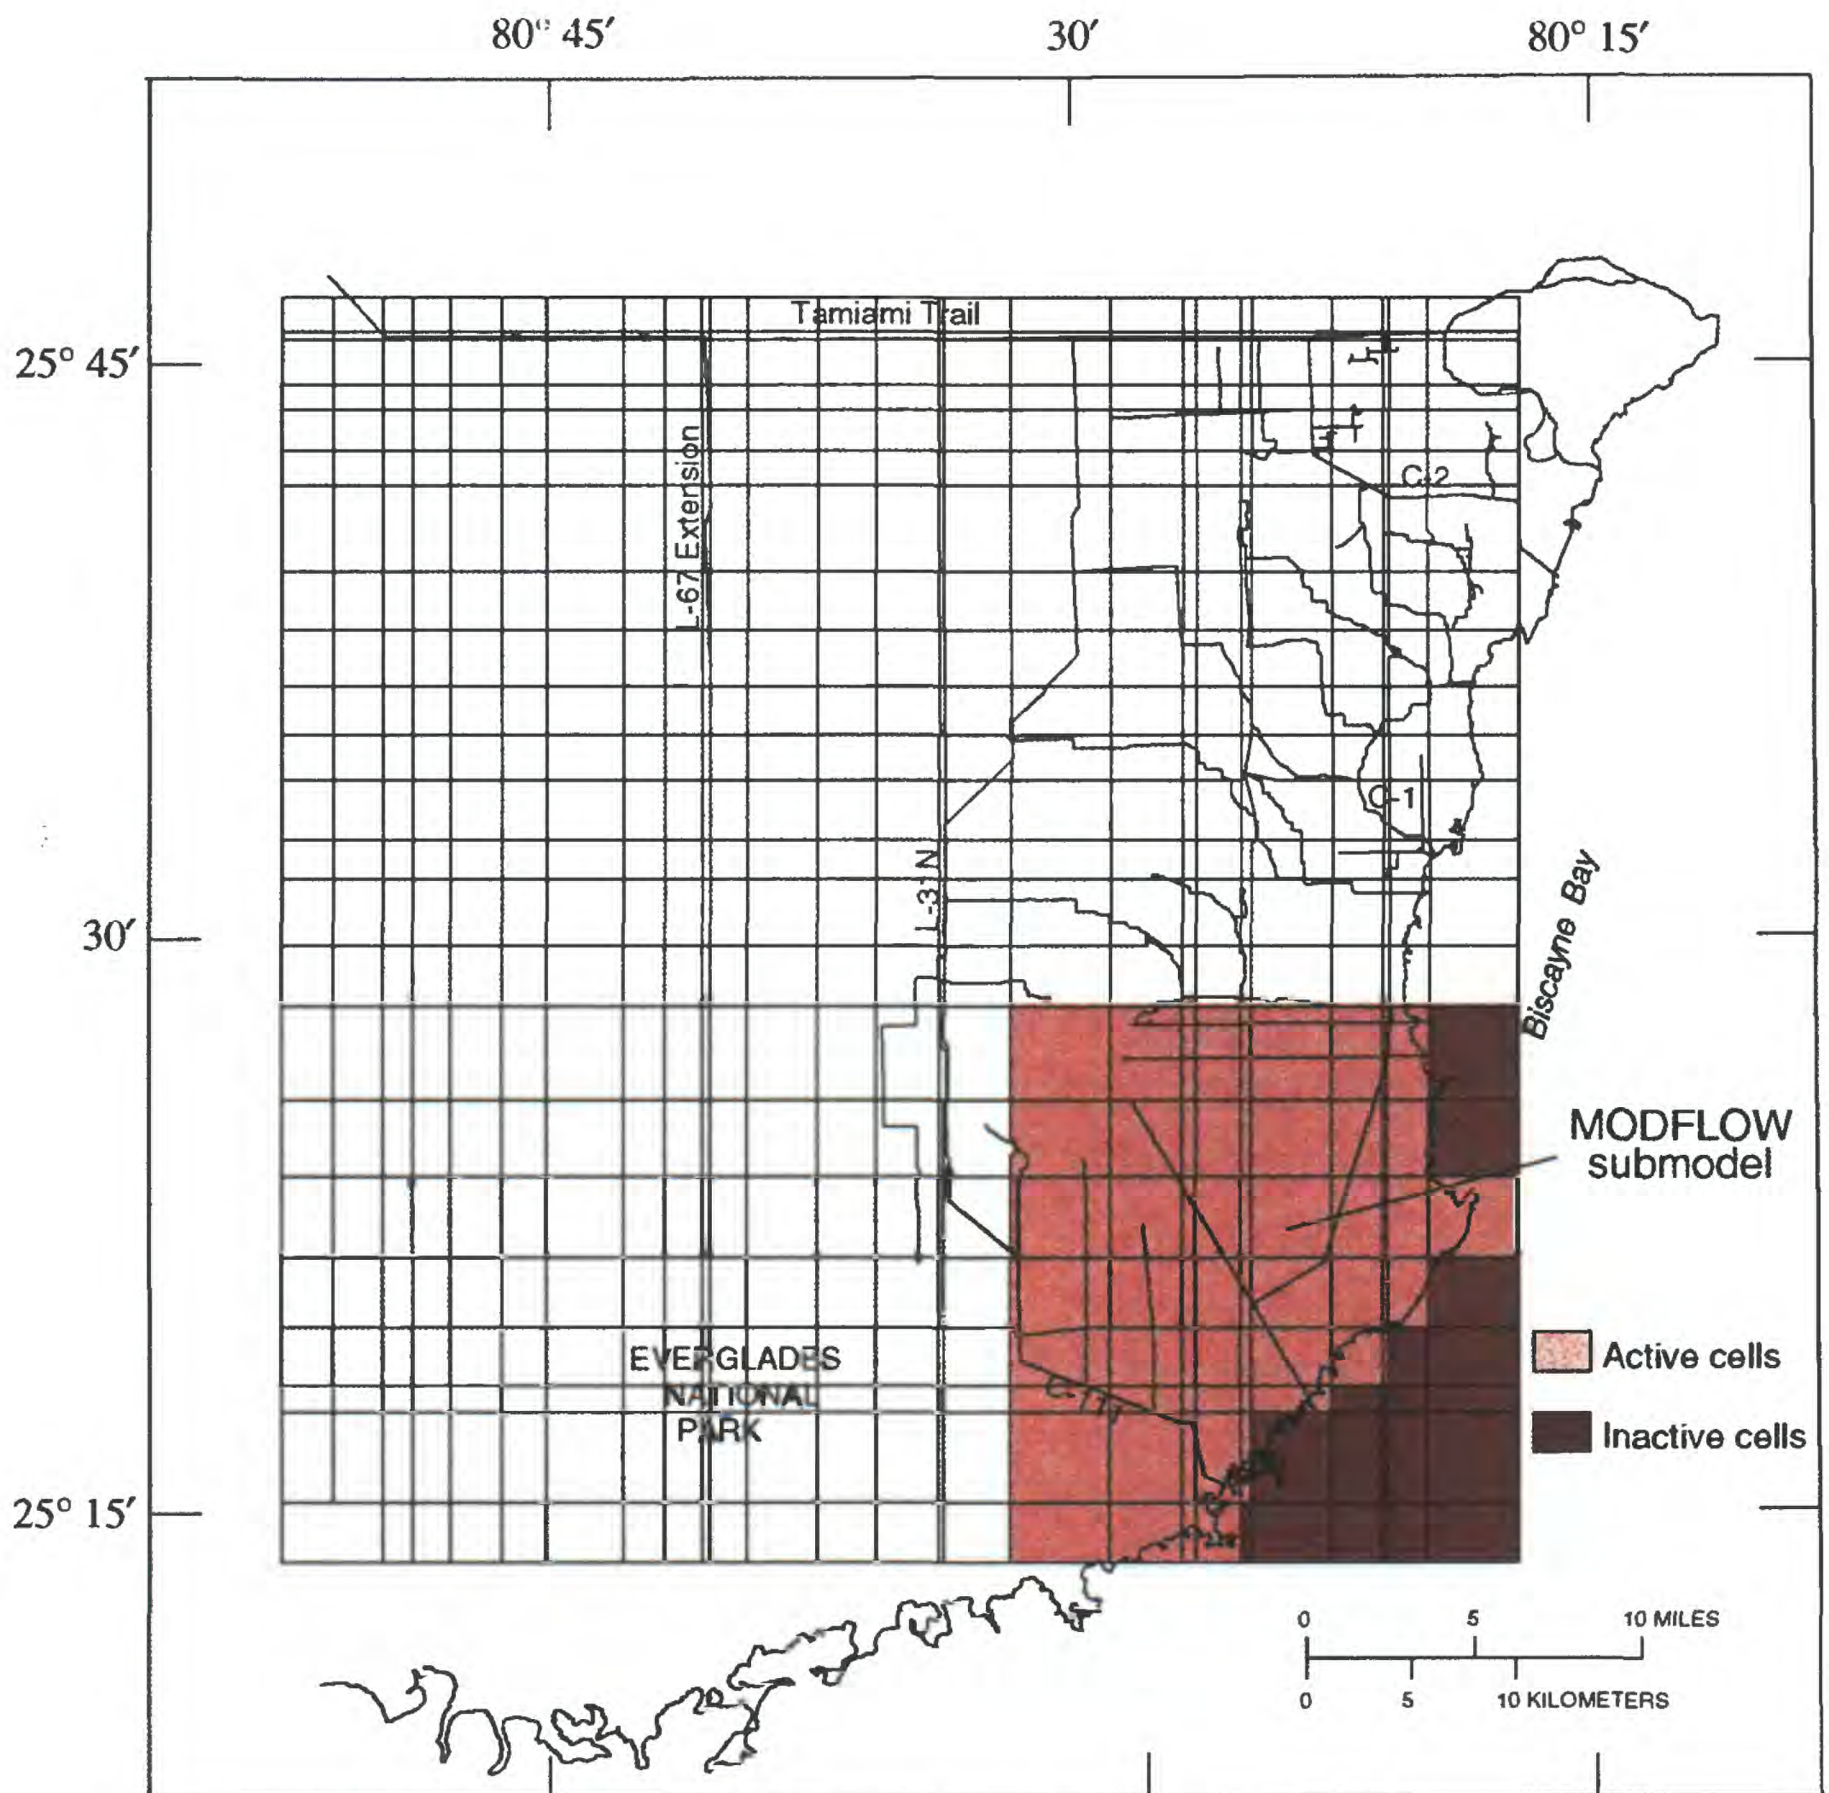 80° 45′
30′
80° 15′
Tamiami Trail
25° 45′
L-67 Extension
C-2
C-1
L-31 N
Biscayne Bay
30′
MODFLOW
submodel
EVERGLADES
NATIONAL
PARK
Active cells
C-111
Inactive cells
25° 15′
0 5 10 MILES
0 5 10 KILOMETERS